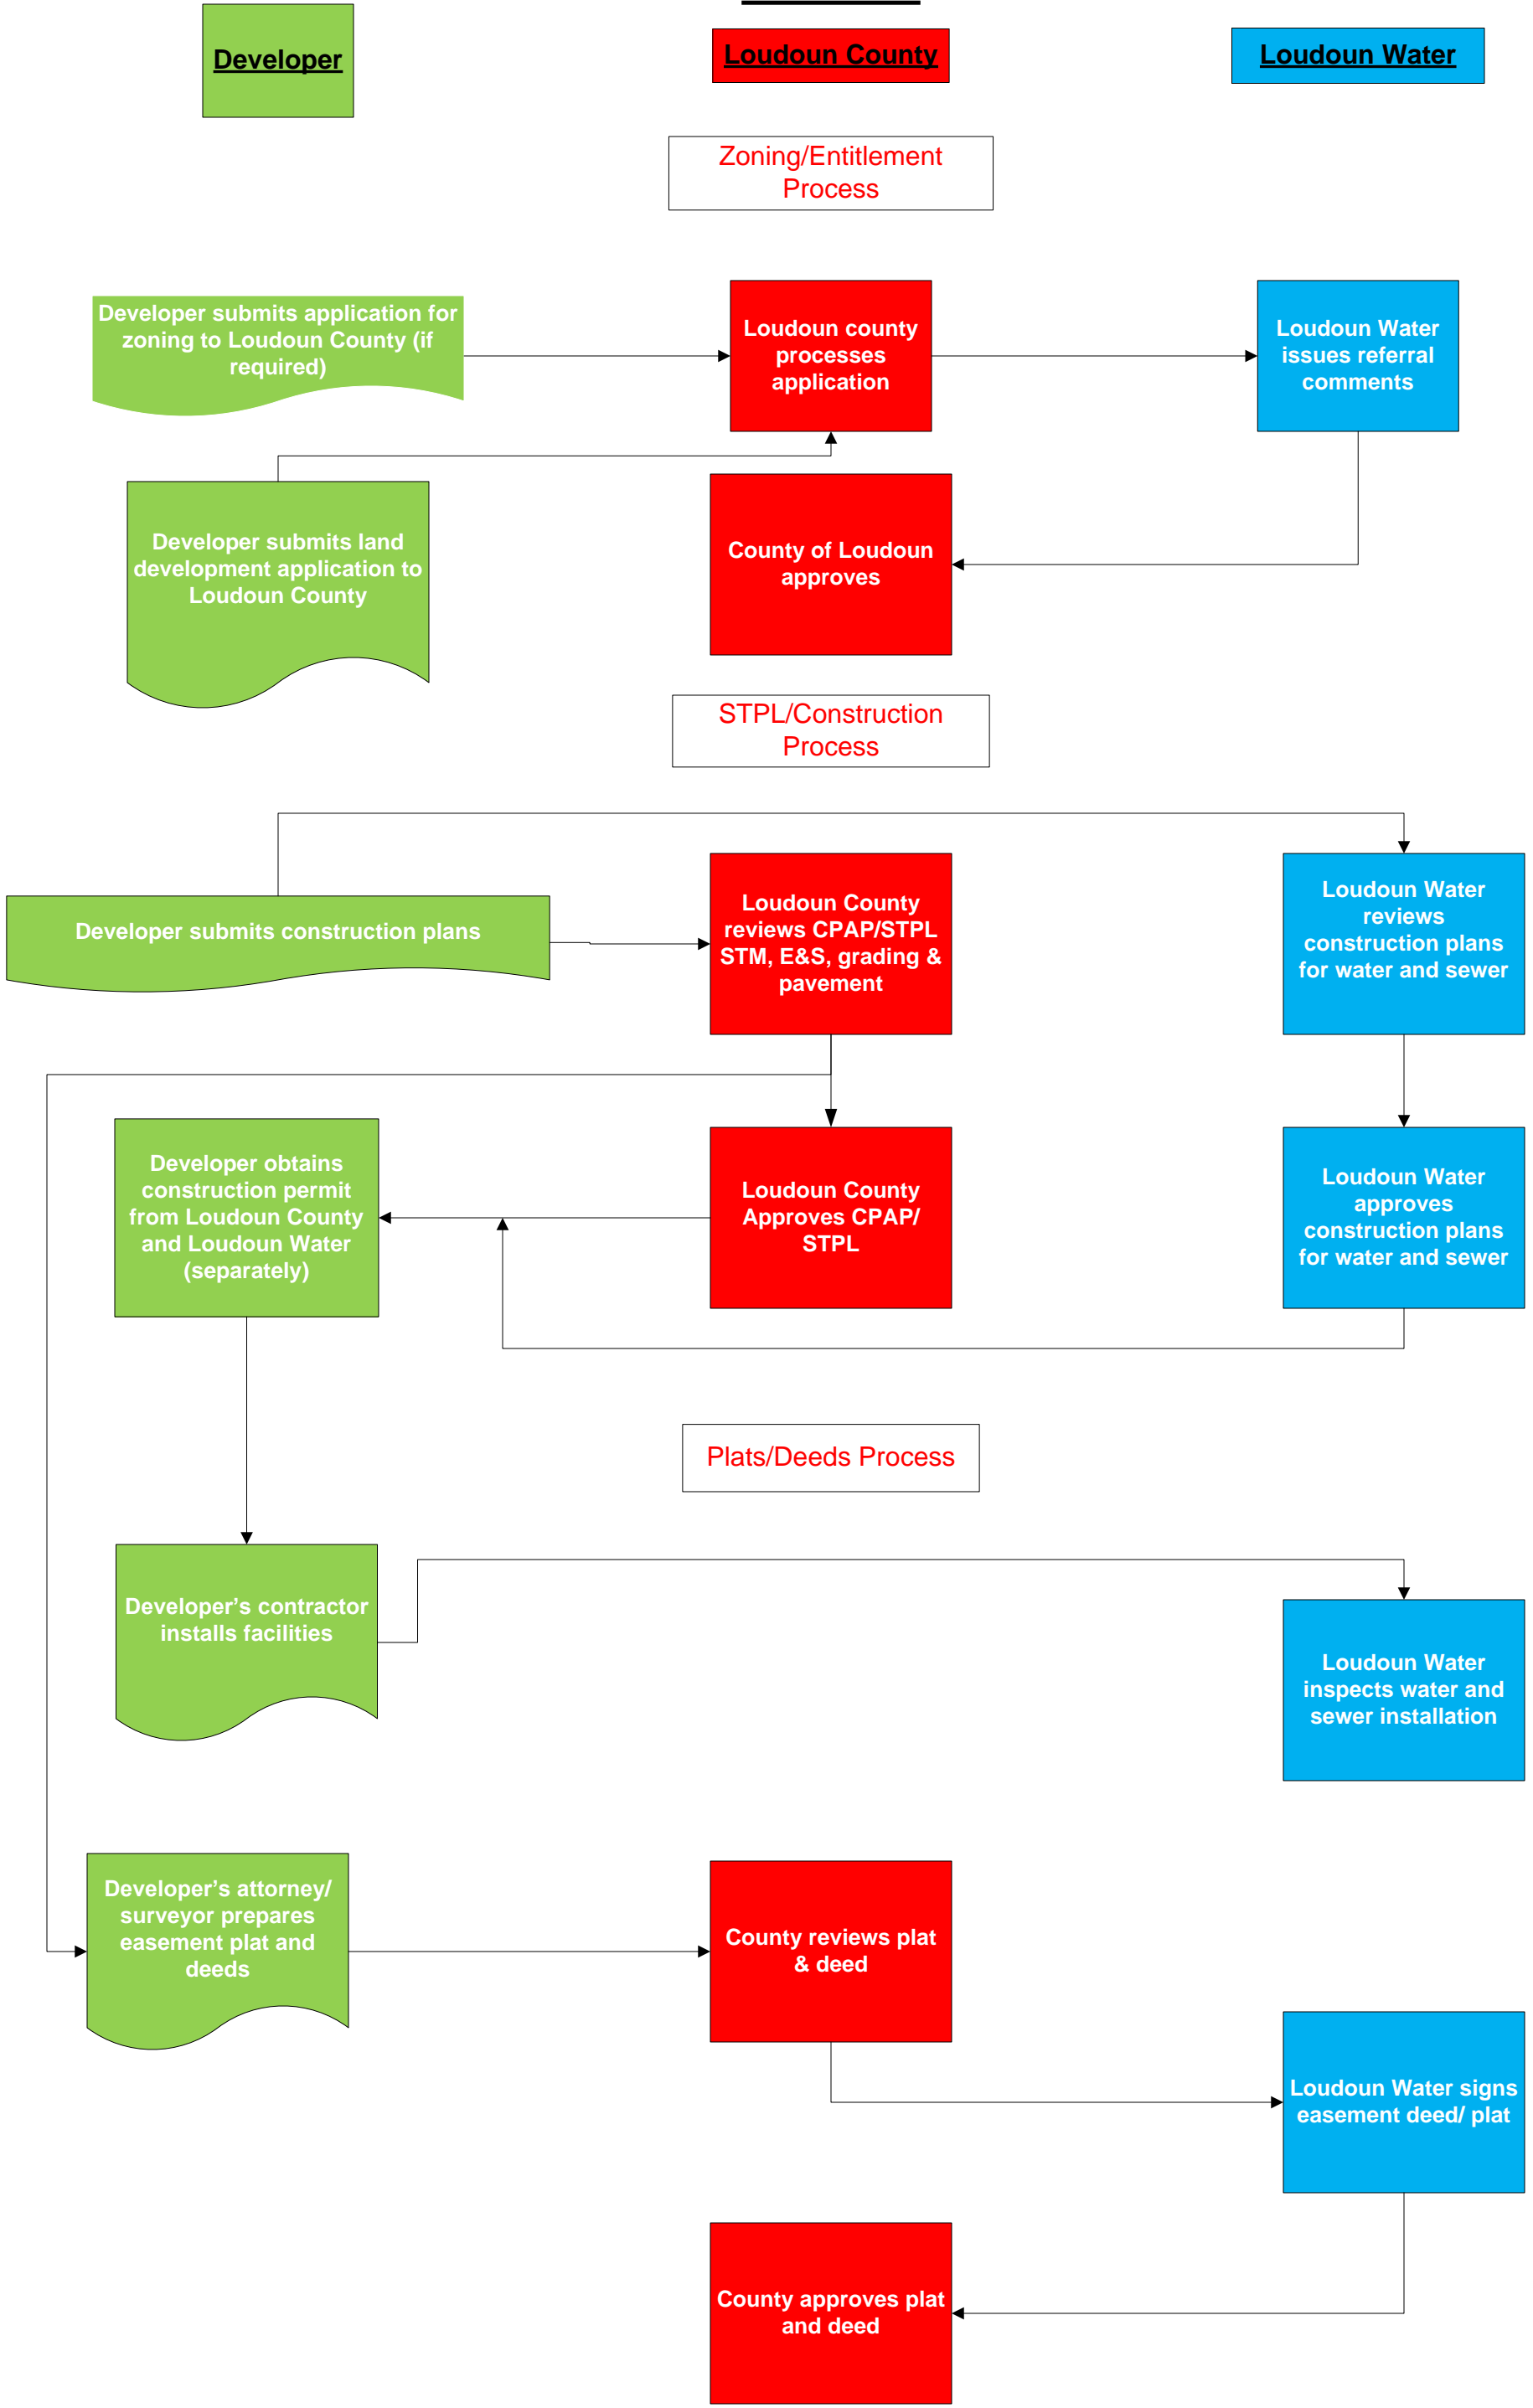 Developer
Loudoun County
Loudoun Water
Zoning/Entitlement
Process
Developer submits application for
zoning to Loudoun County (if
required)
Loudoun county
processes
application
Loudoun Water
issues referral
comments
Developer submits land
development application to
Loudoun County
County of Loudoun
approves
STPL/Construction
Process
Developer submits construction plans
Loudoun County
reviews CPAP/STPL
STM, E&S, grading &
pavement
Loudoun Water
reviews
construction plans
for water and sewer
Developer obtains
construction permit
from Loudoun County
and Loudoun Water
(separately)
Loudoun County
Approves CPAP/
STPL
Loudoun Water
approves
construction plans
for water and sewer
Plats/Deeds Process
Developer’s contractor
installs facilities
Loudoun Water
inspects water and
sewer installation
Developer’s attorney/
surveyor prepares
easement plat and
deeds
County reviews plat
& deed
Loudoun Water signs
easement deed/ plat
County approves plat
and deed